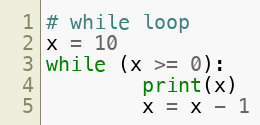 1 # while loop
2 x = 10
3 while (x >= 0):
4         print(x)
5         x = x - 1